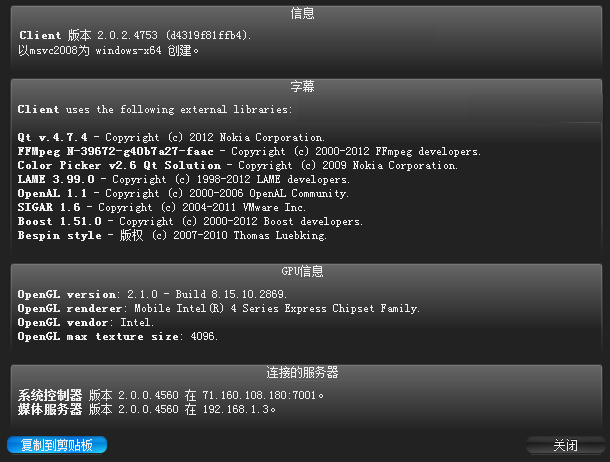 信息
Client 版本 2.0.2.4753 (d4319f81ffb4).
以msvc2008为 windows-x64 创建。
字幕
Client uses the following external libraries:
Qt v.4.7.4 - Copyright (c) 2012 Nokia Corporation.
FFMpeg N-39672-g40b7a27-faac - Copyright (c) 2000-2012 FFmpeg developers.
Color Picker v2.6 Qt Solution - Copyright (c) 2009 Nokia Corporation.
LAME 3.99.0 - Copyright (c) 1998-2012 LAME developers.
OpenAL 1.1 - Copyright (c) 2000-2006 OpenAL Community.
SIGAR 1.6 - Copyright (c) 2004-2011 VMware Inc.
Boost 1.51.0 - Copyright (c) 2000-2012 Boost developers.
Bespin style - 版权 (c) 2007-2010 Thomas Luebking.
GPU信息
OpenGL version: 2.1.0 - Build 8.15.10.2869.
OpenGL renderer: Mobile Intel(R) 4 Series Express Chipset Family.
OpenGL vendor: Intel.
OpenGL max texture size: 4096.
连接的服务器
系统控制器 版本 2.0.0.4560 在 71.160.108.180:7001。
媒体服务器 版本 2.0.0.4560 在 192.168.1.3。
复制到剪贴板 关闭